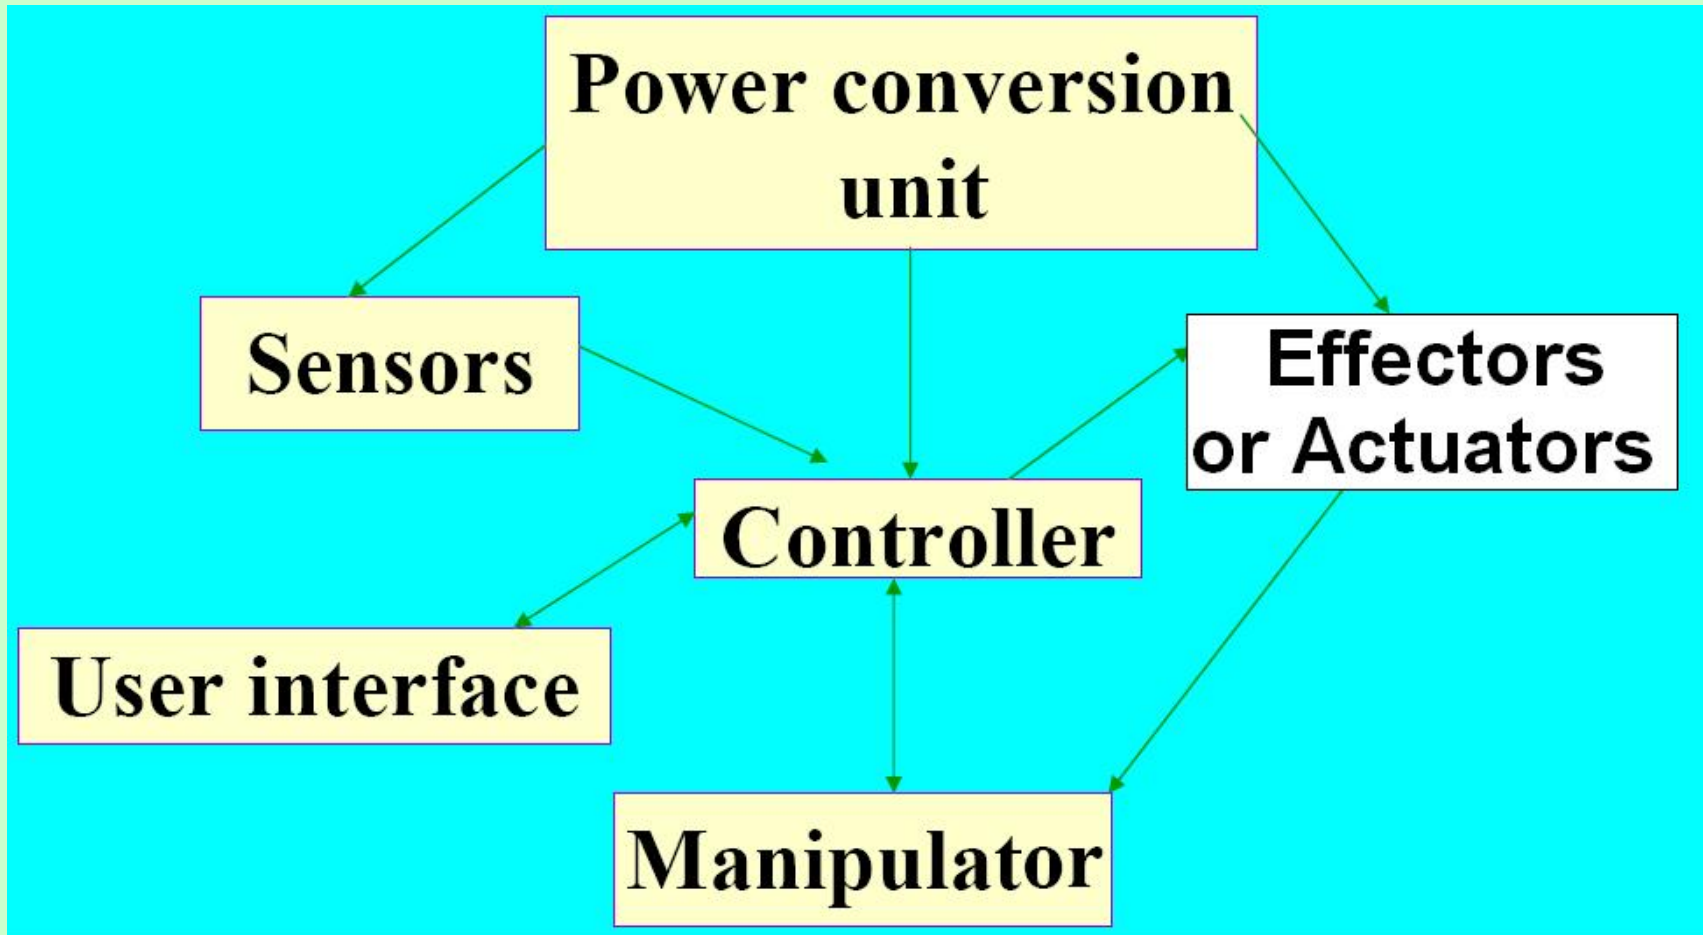 Power conversion
unit
Sensors
Effectors
or Actuators
Controller
User interface
Manipulator